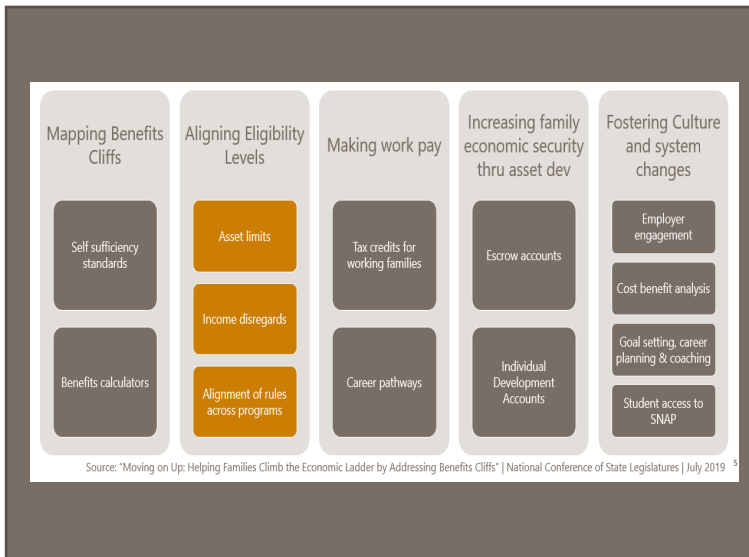 Mapping Benefits
Cliffs
Self sufficiency
standards
Benefits calculators
Aligning Eligibility
Levels
Asset limits
Income disregards
Alignment of rules
across programs
Making work pay
Tax credits for
working families
Career pathways
Increasing family
economic security
thru asset dev
Escrow accounts
Individual
Development
Accounts
Fostering Culture
and system
changes
Employer
engagement
Cost benefit analysis
Goal setting, career
planning & coaching
Student access to
SNAP
Source: "Moving on Up: Helping Families Climb the Economic Ladder by Addressing Benefits Cliffs" | National Conference of State Legislatures | July 2019 5